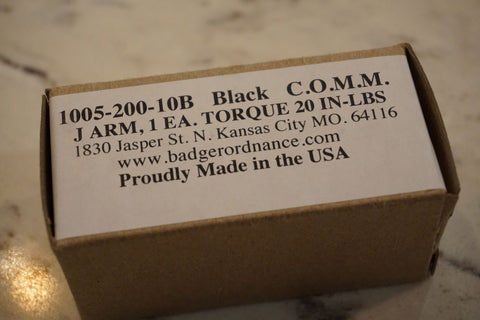 1005-200-10B Black C.O.M.M.
J ARM, 1 EA. TORQUE 20 IN-LBS
1830 Jasper St. N. Kansas City MO. 64116
www.badgerordnance.com
Proudly Made in the USA